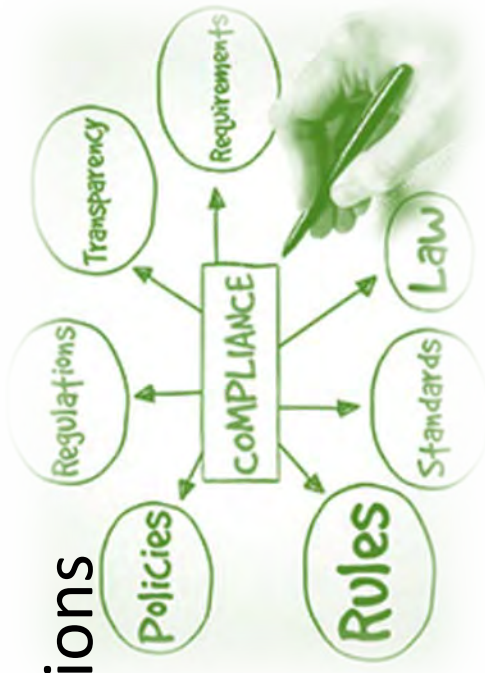 ions
Regulations
Transparency
Policies
Requirements
COMPLIANCE
Rules
Standards
Law